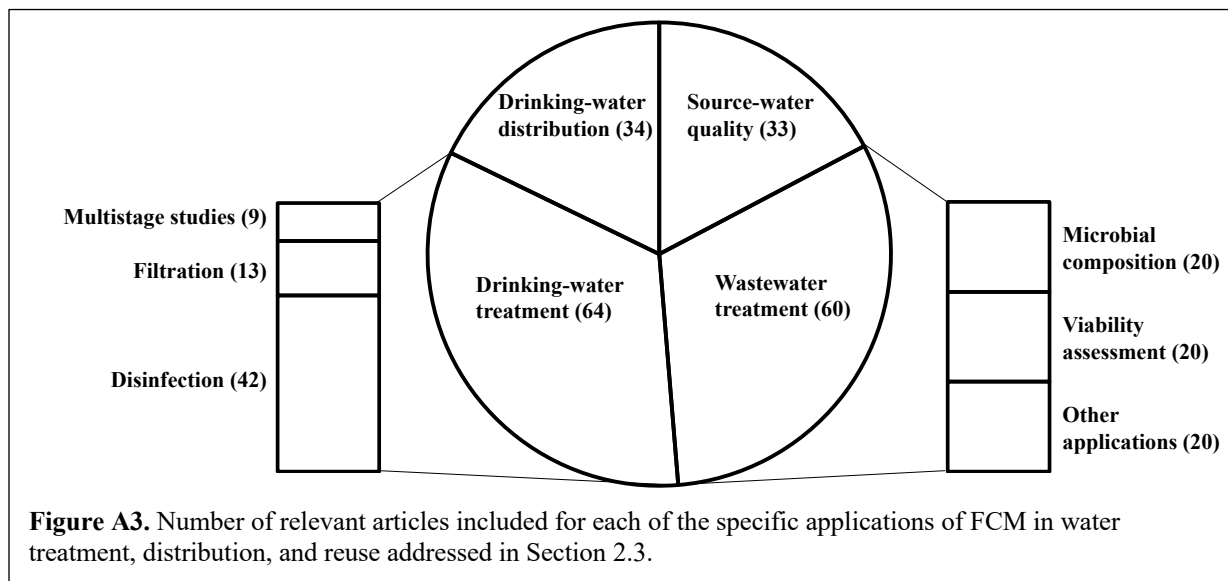 Drinking-water
distribution (34)
Source-water
quality (33)
Multistage studies (9)
Filtration (13)
Disinfection (42)
Drinking-water
treatment (64)
Wastewater
treatment (60)
Microbial
composition (20)
Viability
assessment (20)
Other
applications (20)
Figure A3. Number of relevant articles included for each of the specific applications of FCM in water
treatment, distribution, and reuse addressed in Section 2.3.